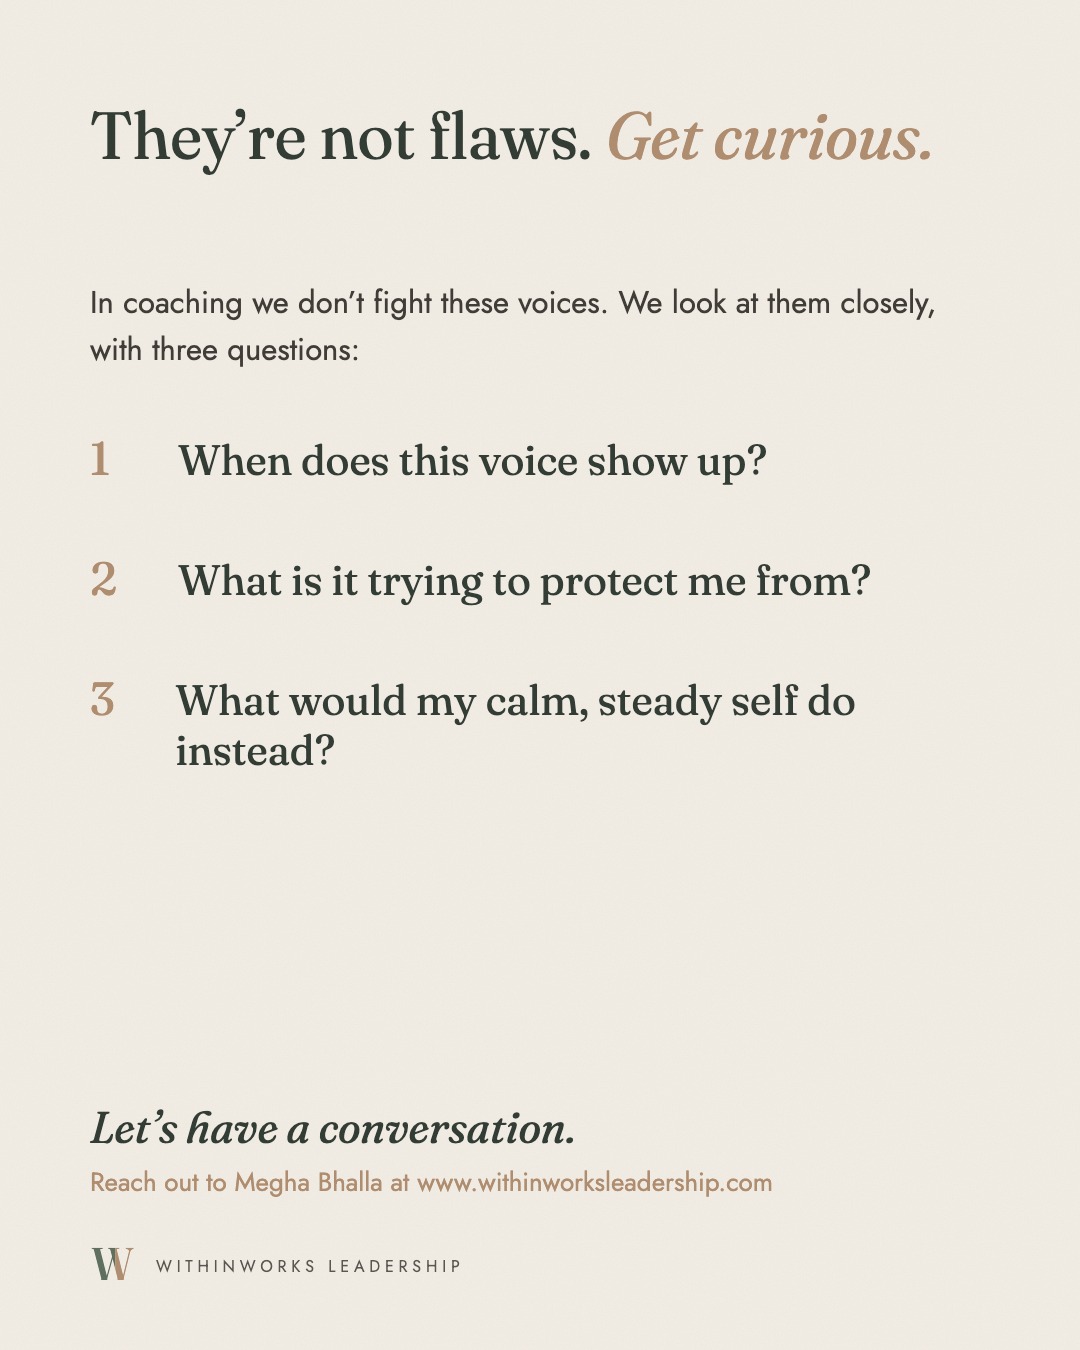 They’re not flaws. Get curious.
In coaching we don’t fight these voices. We look at them closely,
with three questions:
1 When does this voice show up?
2 What is it trying to protect me from?
3 What would my calm, steady self do
instead?
Let’s have a conversation.
Reach out to Megha Bhalla at www.withinworksleadership.com
W WITHINWORKS LEADERSHIP